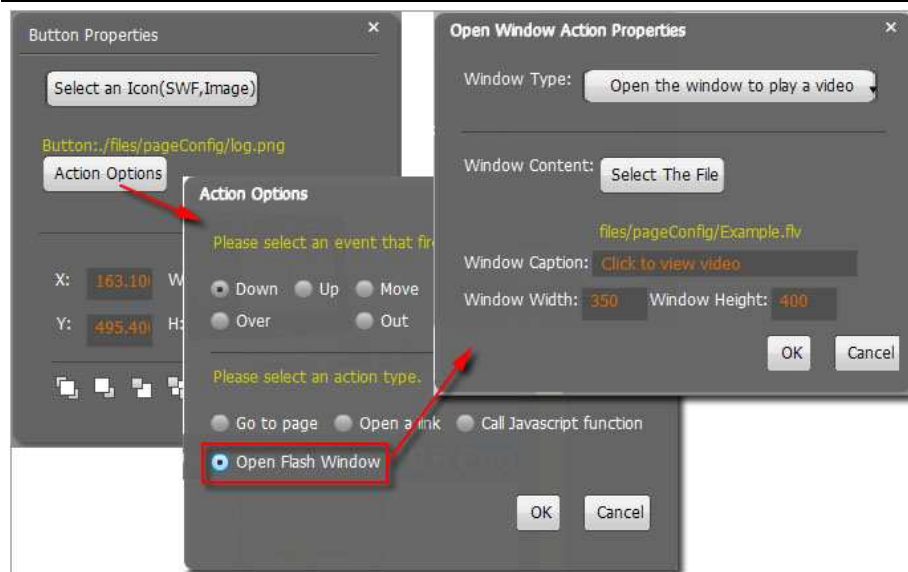 Button Properties
Select an Icon(SWF,Image)
Button:./files/pageConfig/log.png
Action Options
X: 163.10 W
Y: 495.40 H:
Action Options
Please select an event that fir
Down Up Move
Over Out
Please select an action type.
Go to page Open a link Call Javascript function
Open Flash Window
OK Cancel
Open Window Action Properties
Window Type: Open the window to play a video
Window Content: Select The File
files/pageConfig/Example.flv
Window Caption: Click to view video
Window Width: 350 Window Height: 400
OK Cancel